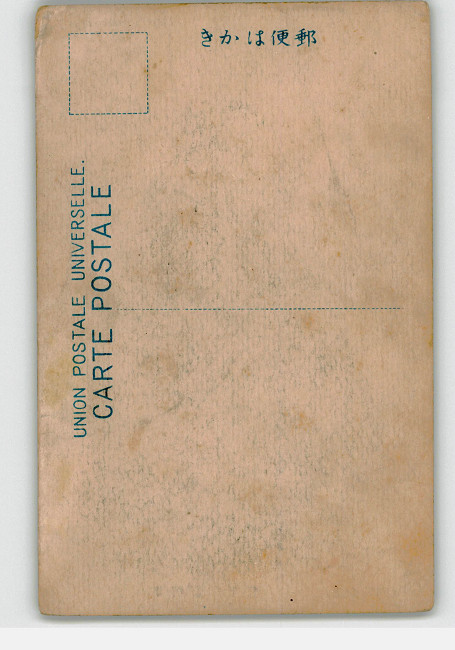 きかは便郵
UNION POSTALE UNIVERSELLE.
CARTE POSTALE